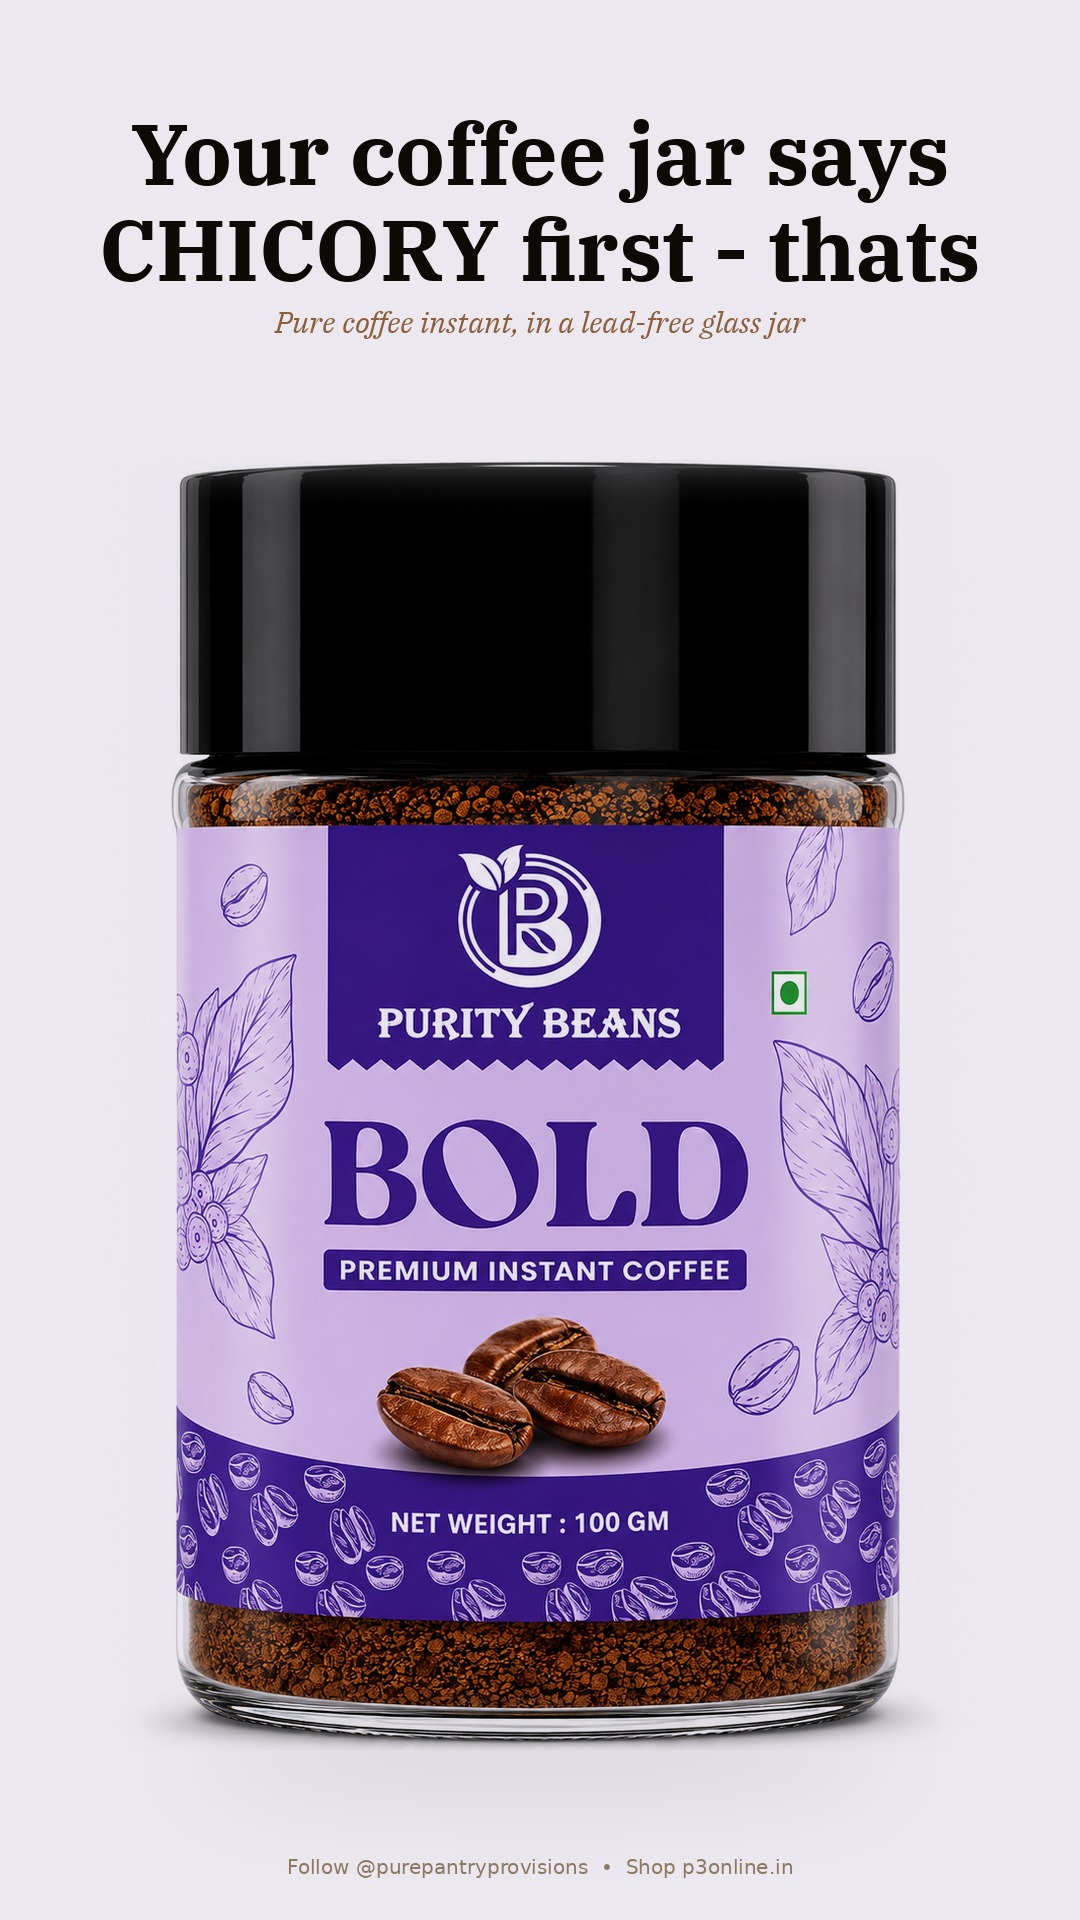 Your coffee jar says
CHICORY first - thats
Pure coffee instant, in a lead-free glass jar
PURITY BEANS
BOLD
PREMIUM INSTANT COFFEE
NET WEIGHT : 100 GM
Follow @purepantryprovisions • Shop p3online.in